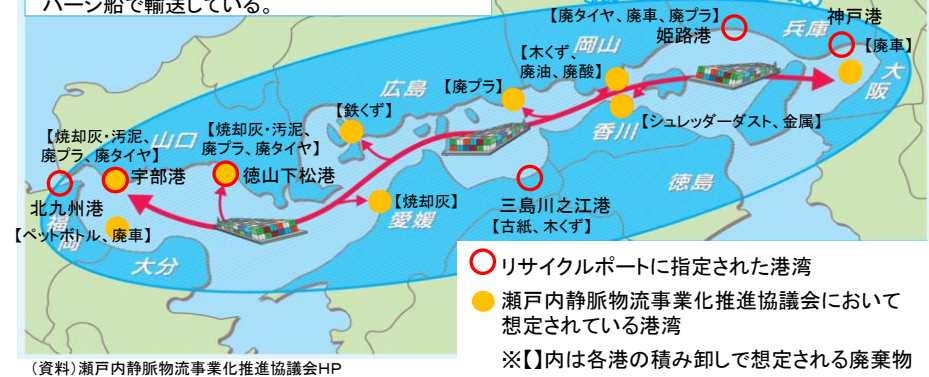 バージ船で輸送している。
【廃タイヤ、廃車、廃プラ】
姫路港
兵庫
神戸港
【廃車】
大阪
岡山
【木くず、
廃油、廃酸】
広島
【廃プラ】
【鉄くず】
香川
【シュレッダーダスト、金属】
【焼却灰・汚泥、
廃プラ、廃タイヤ】
山口
【焼却灰・汚泥、
廃プラ、廃タイヤ】
宇部港
徳山下松港
徳島
北九州港
【焼却灰】
愛媛
三島川之江港
【古紙、木くず】
福岡
【ペットボトル、廃車】
大分
リサイクルポートに指定された港湾
瀬戸内静脈物流事業化推進協議会において
想定されている港湾
※【】内は各港の積み卸しで想定される廃棄物
(資料)瀬戸内静脈物流事業化推進協議会HP